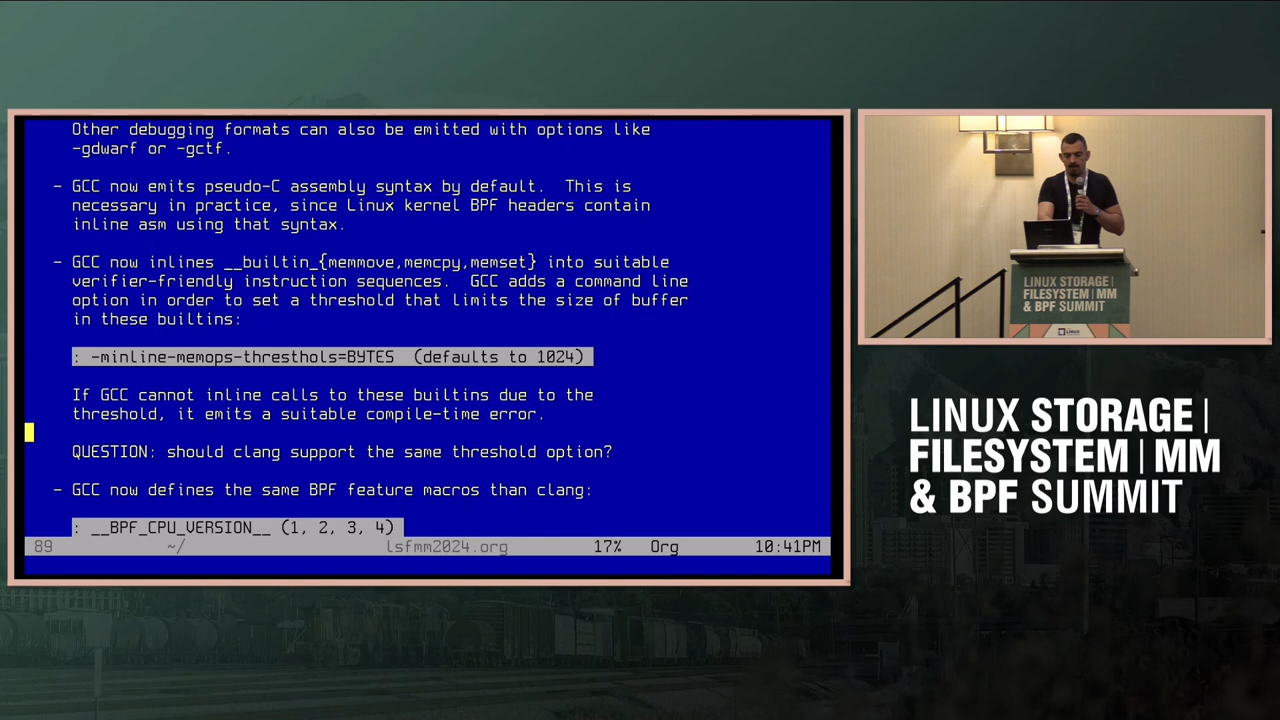 Other debugging formats can also be emitted with options like
-gdwarf or -gctf.
- GCC now emits pseudo-C assembly syntax by default.  This is
necessary in practice, since Linux kernel BPF headers contain
inline asm using that syntax.
- GCC now inlines __builtin_{memmove,memcpy,memset} into suitable
verifier-friendly instruction sequences.  GCC adds a command line
option in order to set a threshold that limits the size of buffer
in these builtins:
: -minline-memops-thresthols=BYTES  (defaults to 1024)
If GCC cannot inline calls to these builtins due to the
threshold, it emits a suitable compile-time error.
QUESTION: should clang support the same threshold option?
- GCC now defines the same BPF feature macros than clang:
: __BPF_CPU_VERSION__ (1, 2, 3, 4)
89 ~/ lsfmm2024.org 17% Org 10:41PM
LINUX STORAGE
FILESYSTEM | MM
& BPF SUMMIT
LINUX
LINUX STORAGE |
FILESYSTEM | MM
& BPF SUMMIT